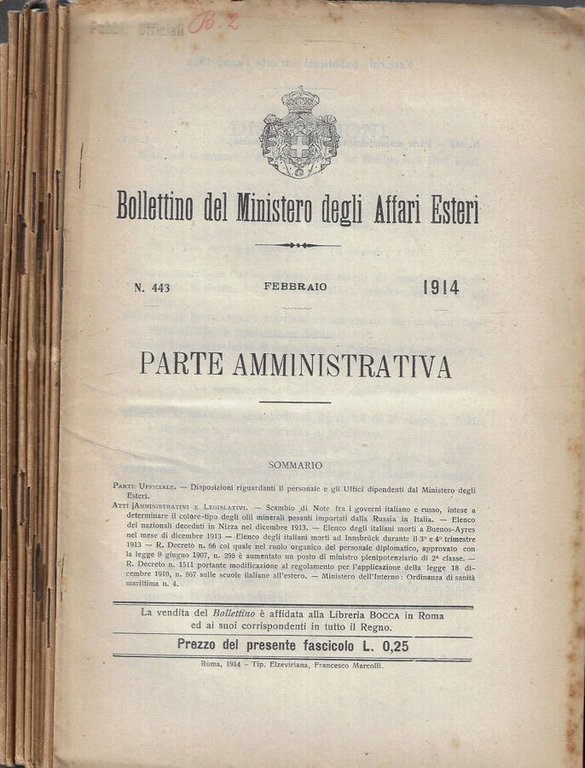 Pubbl. Ufficiali B.2
Bollettino del Ministero degli Affari Esteri
N. 443 FEBBRAIO 1914
PARTE AMMINISTRATIVA
SOMMARIO
Parte Ufficiale. — Disposizioni riguardanti il personale e gli Uffici dipendenti dal Ministero degli
Esteri.
Atti Amministrativi e Legislativi. — Scambio di Note fra i governi italiano e russo, intese a
determinare il colore-tipo degli olii minerali pesanti importati dalla Russia in Italia. — Elenco
dei nazionali deceduti in Nizza nel dicembre 1913. — Elenco degli italiani morti a Buenos-Ayres
nel mese di dicembre 1913 — Elenco degli italiani morti ad Innsbrück durante il 3º e 4º trimestre
1913 — R. Decreto n. 66 col quale nel ruolo organico del personale diplomatico, approvato con
la legge 9 giugno 1907, n. 298 è aumentato un posto di ministro plenipotenziario di 2ª classe. —
R. Decreto n. 1511 portante modificazione al regolamento per l'applicazione della legge 18 di-
cembre 1910, n. 867 sulle scuole italiane all'estero. — Ministero dell'Interno: Ordinanza di sanità
marittima n. 4.
La vendita del Bollettino è affidata alla Libreria BOCCA in Roma
ed ai suoi corrispondenti in tutto il Regno.
Prezzo del presente fascicolo L. 0,25
Roma, 1914 - Tip. Elzeviriana, Francesco Marcolli.